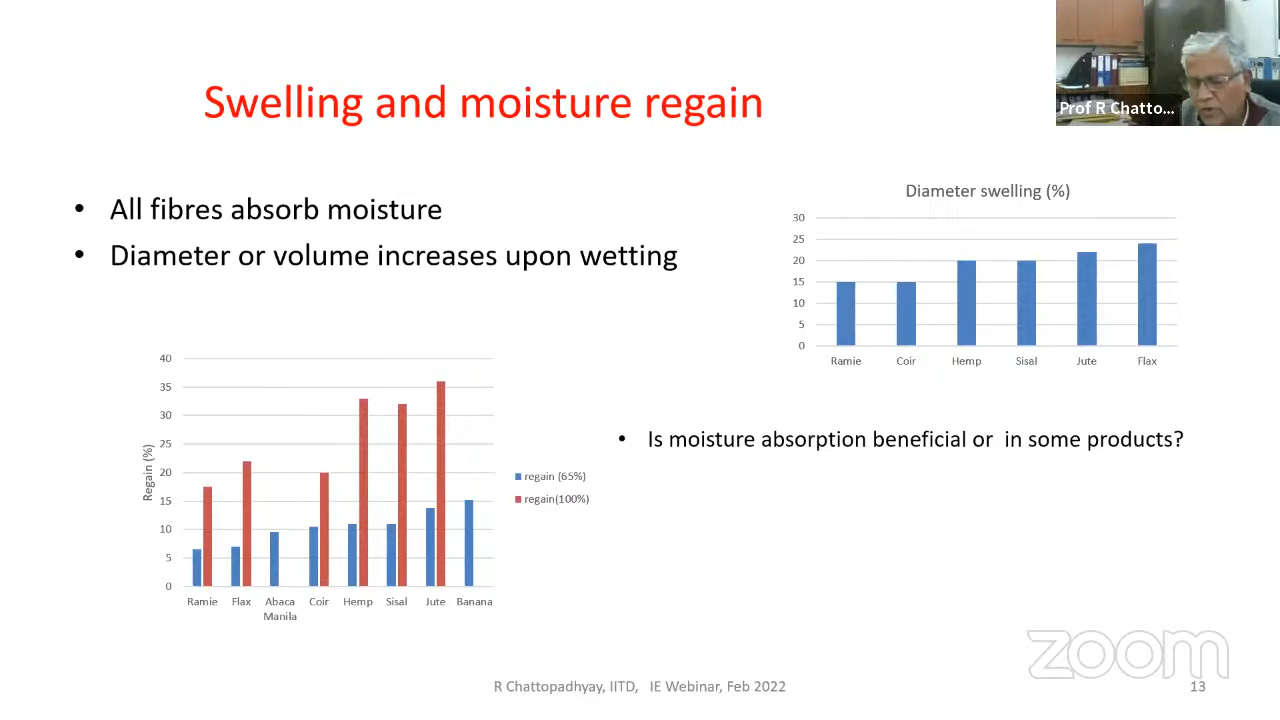 Swelling and moisture regain
Prof R Chatto...
• All fibres absorb moisture
• Diameter or volume increases upon wetting
Diameter swelling (%)
30
25
20
15
10
5
0
Ramie Coir Hemp Sisal Jute Flax
40
35
30
25
20
15
10
5
0
Regain (%)
Ramie Flax Abaca Coir Hemp Sisal Jute Banana
Manila
regain (65%)
regain(100%)
• Is moisture absorption beneficial or in some products?
zoom
R Chattopadhyay, IITD, IE Webinar, Feb 2022
13